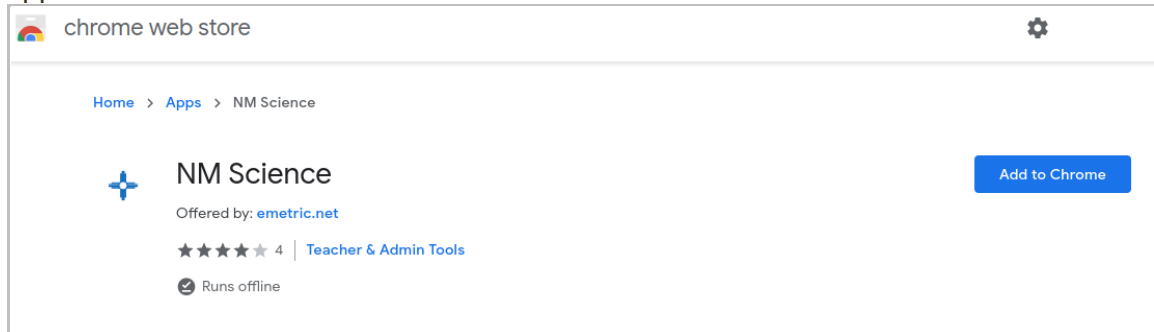 chrome web store
Home > Apps > NM Science
NM Science
Add to Chrome
Offered by: emetric.net
4 | Teacher & Admin Tools
Runs offline